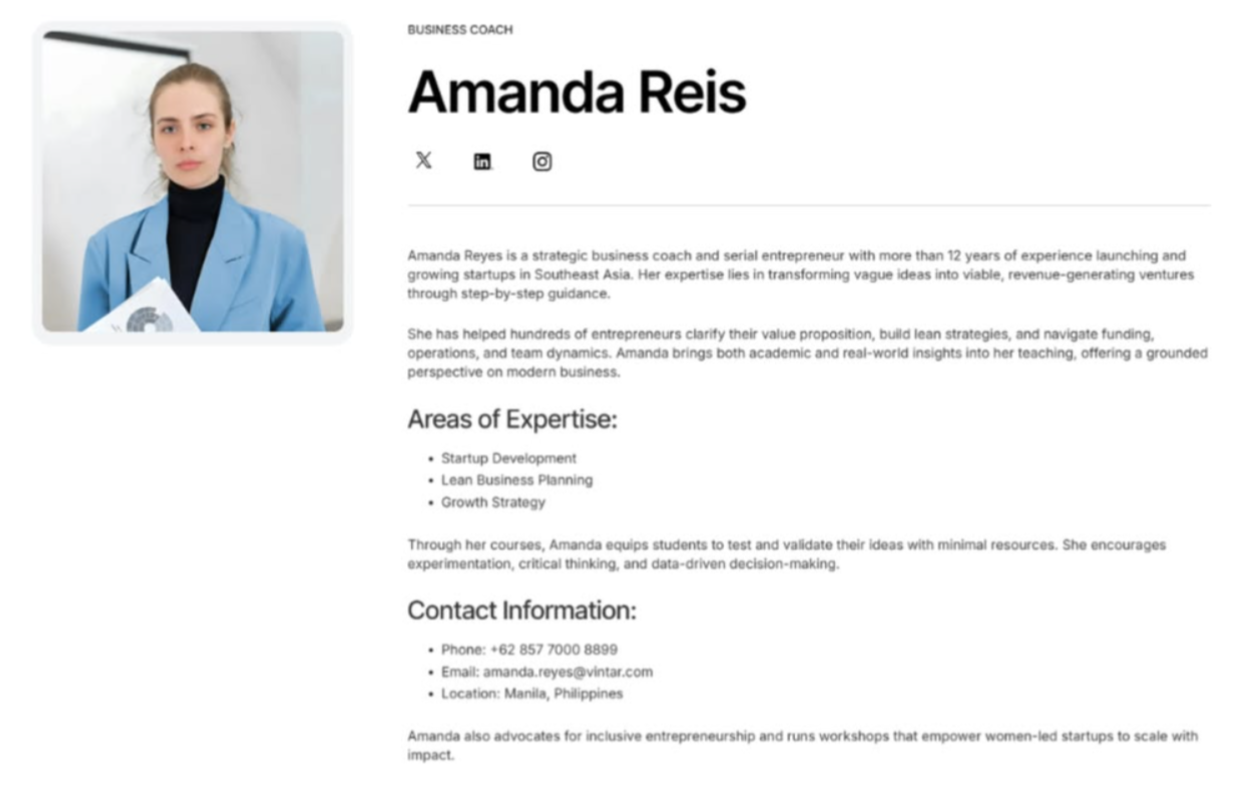 BUSINESS COACH
Amanda Reis
Amanda Reyes is a strategic business coach and serial entrepreneur with more than 12 years of experience launching and
growing startups in Southeast Asia. Her expertise lies in transforming vague ideas into viable, revenue-generating ventures
through step-by-step guidance.
She has helped hundreds of entrepreneurs clarify their value proposition, build lean strategies, and navigate funding,
operations, and team dynamics. Amanda brings both academic and real-world insights into her teaching, offering a grounded
perspective on modern business.
Areas of Expertise:
• Startup Development
• Lean Business Planning
• Growth Strategy
Through her courses, Amanda equips students to test and validate their ideas with minimal resources. She encourages
experimentation, critical thinking, and data-driven decision-making.
Contact Information:
• Phone: +62 857 7000 8899
• Email: amanda.reyes@vintar.com
• Location: Manila, Philippines
Amanda also advocates for inclusive entrepreneurship and runs workshops that empower women-led startups to scale with
impact.